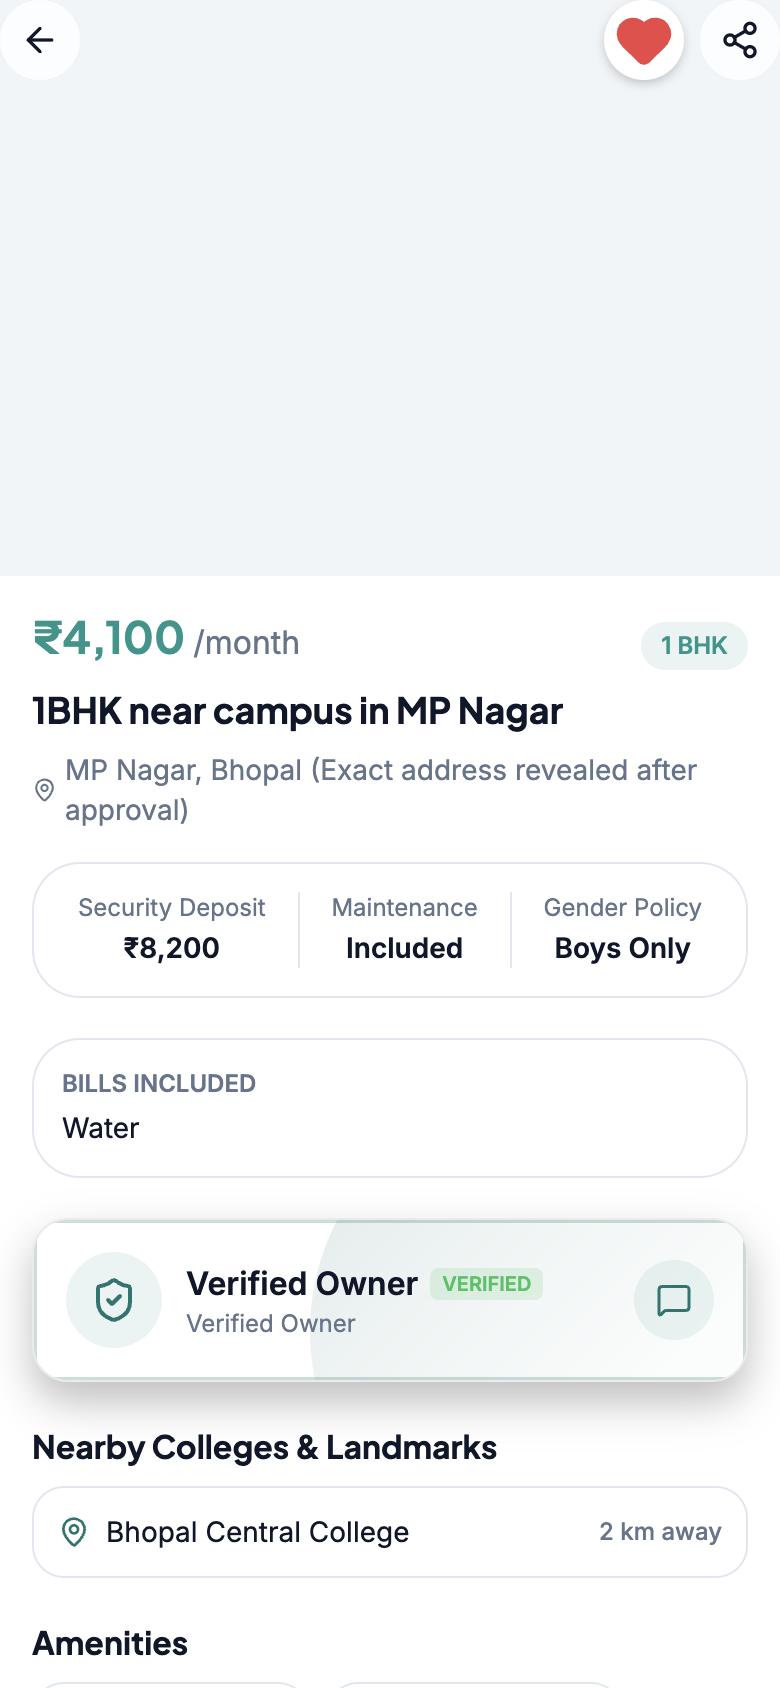 ₹4,100 /month
1 BHK
1BHK near campus in MP Nagar
MP Nagar, Bhopal (Exact address revealed after
approval)
Security Deposit
₹8,200
Maintenance
Included
Gender Policy
Boys Only
BILLS INCLUDED
Water
Verified Owner VERIFIED
Verified Owner
Nearby Colleges & Landmarks
Bhopal Central College 2 km away
Amenities